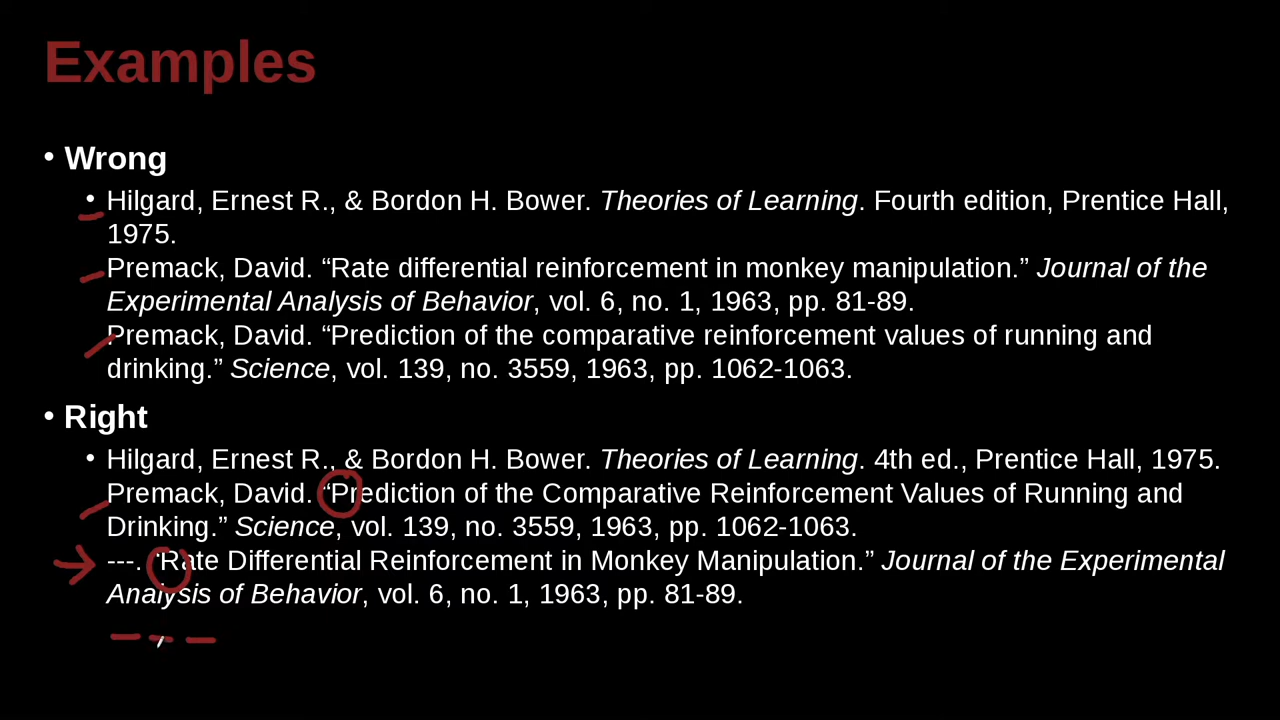 Examples
• Wrong
• Hilgard, Ernest R., & Bordon H. Bower. Theories of Learning. Fourth edition, Prentice Hall,
1975.
Premack, David. “Rate differential reinforcement in monkey manipulation.” Journal of the
Experimental Analysis of Behavior, vol. 6, no. 1, 1963, pp. 81-89.
Premack, David. “Prediction of the comparative reinforcement values of running and
drinking.” Science, vol. 139, no. 3559, 1963, pp. 1062-1063.
• Right
• Hilgard, Ernest R., & Bordon H. Bower. Theories of Learning. 4th ed., Prentice Hall, 1975.
Premack, David. “Prediction of the Comparative Reinforcement Values of Running and
Drinking.” Science, vol. 139, no. 3559, 1963, pp. 1062-1063.
---. “Rate Differential Reinforcement in Monkey Manipulation.” Journal of the Experimental
Analysis of Behavior, vol. 6, no. 1, 1963, pp. 81-89.